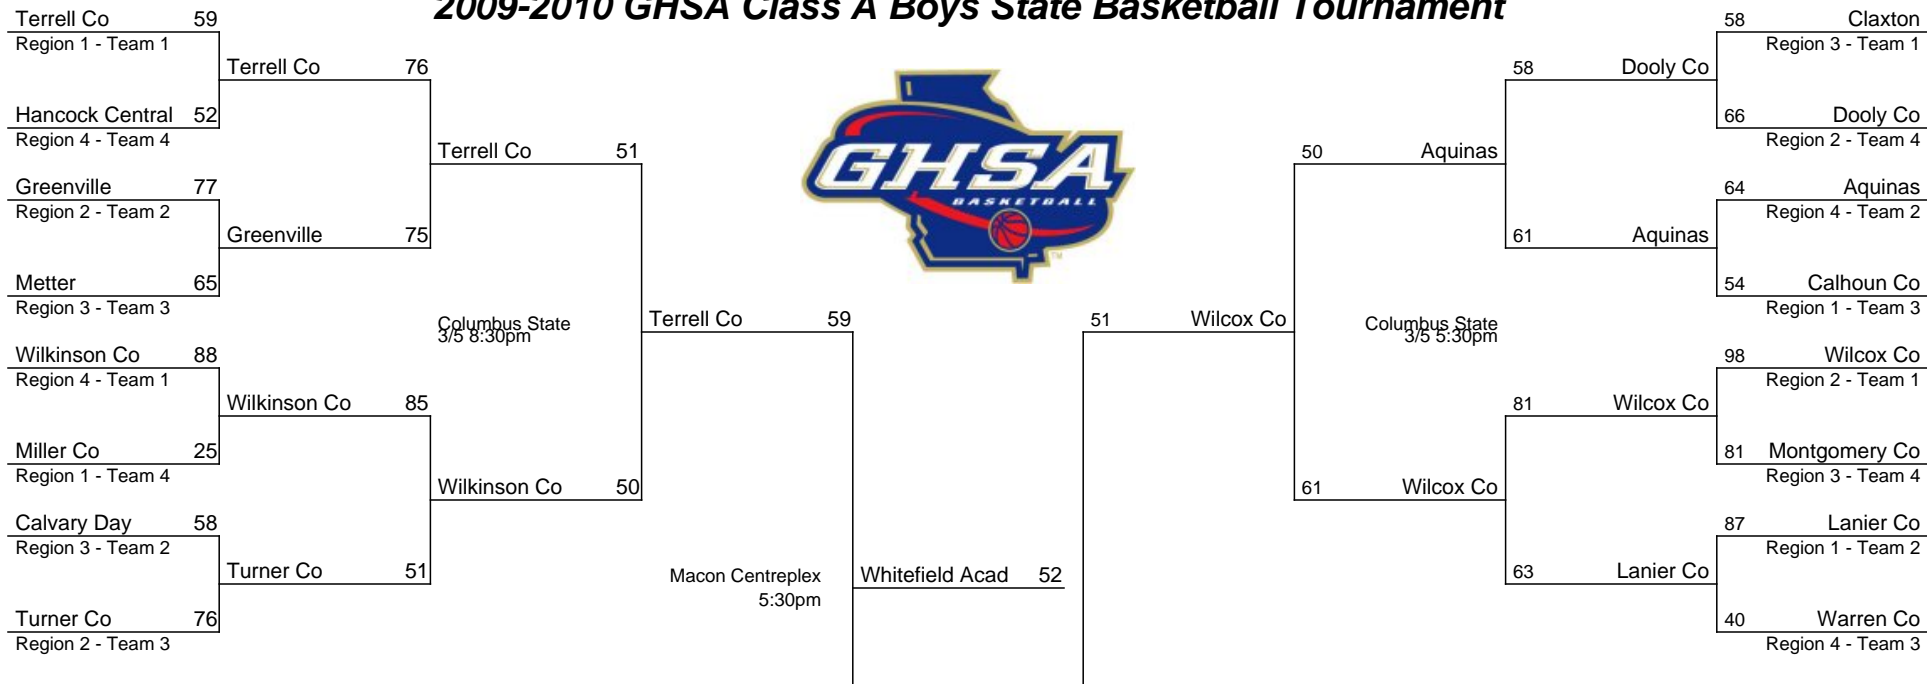 2009-2010 GHSA Class A Boys State Basketball Tournament
Terrell Co 59
Region 1 - Team 1
Terrell Co 76
Hancock Central 52
Region 4 - Team 4
Terrell Co 51
Greenville 77
Region 2 - Team 2
Greenville 75
Metter 65
Region 3 - Team 3
Columbus State
3/5 8:30pm
Terrell Co 59
Wilkinson Co 88
Region 4 - Team 1
Wilkinson Co 85
Miller Co 25
Region 1 - Team 4
Wilkinson Co 50
Calvary Day 58
Region 3 - Team 2
Turner Co 51
Turner Co 76
Region 2 - Team 3
GHSA
BASKETBALL
TM
Macon Centreplex
5:30pm
Whitefield Acad 52
58 Claxton
Region 3 - Team 1
58 Dooly Co
66 Dooly Co
Region 2 - Team 4
50 Aquinas
64 Aquinas
Region 4 - Team 2
61 Aquinas
54 Calhoun Co
Region 1 - Team 3
51 Wilcox Co
Columbus State
3/5 5:30pm
98 Wilcox Co
Region 2 - Team 1
81 Wilcox Co
81 Montgomery Co
Region 3 - Team 4
61 Wilcox Co
87 Lanier Co
Region 1 - Team 2
63 Lanier Co
40 Warren Co
Region 4 - Team 3